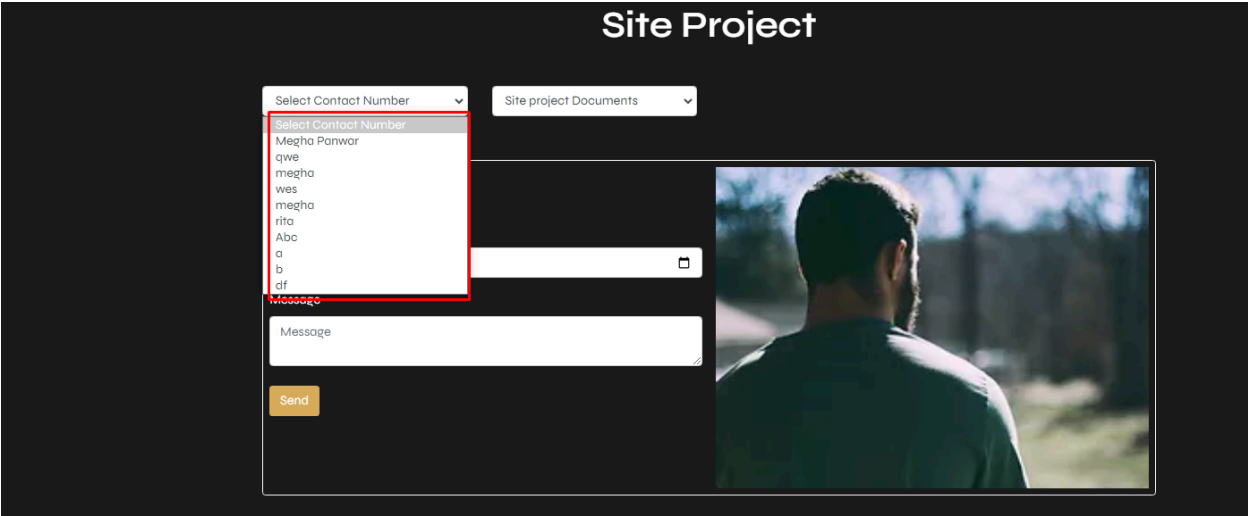 Site Project
Select Contact Number
Site project Documents
Select Contact Number
Megha Panwar
qwe
megha
wes
megha
rita
Abc
a
b
df
Message
Message
Send